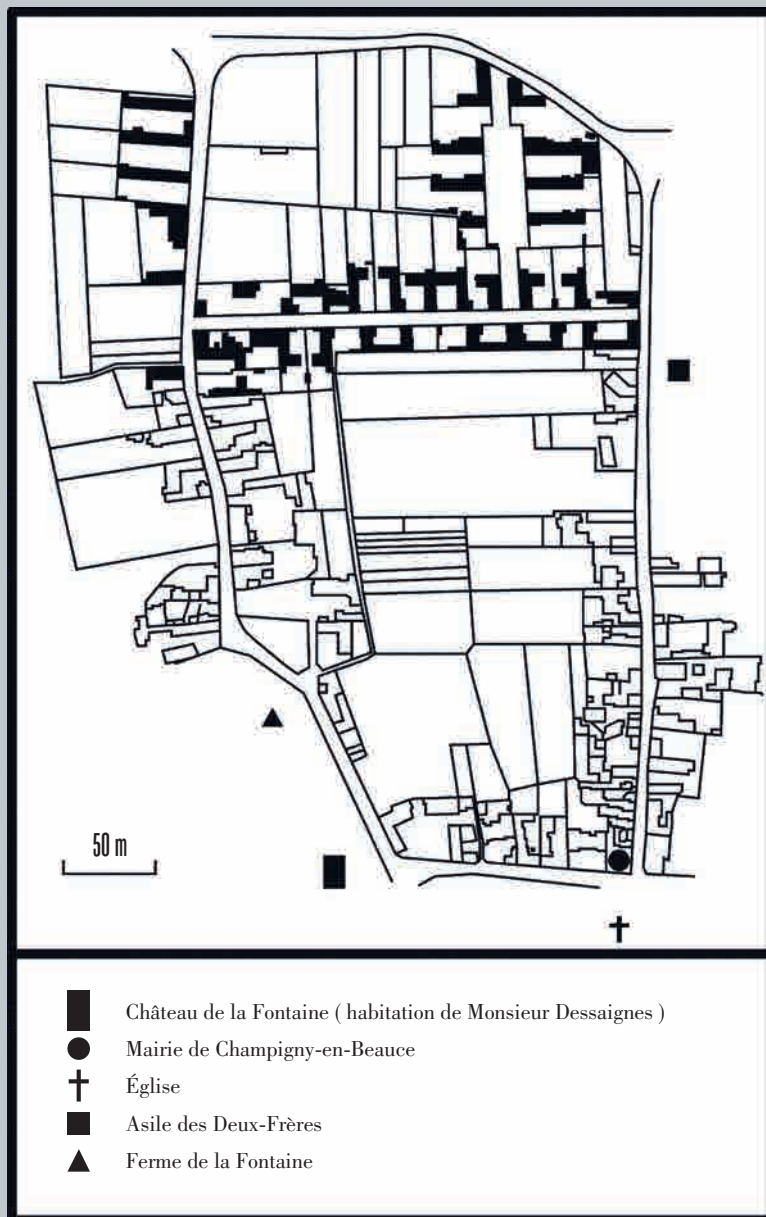 50 m
Château de la Fontaine ( habitation de Monsieur Dessaignes )
Mairie de Champigny-en-Beauce
Église
Asile des Deux-Frères
Ferme de la Fontaine